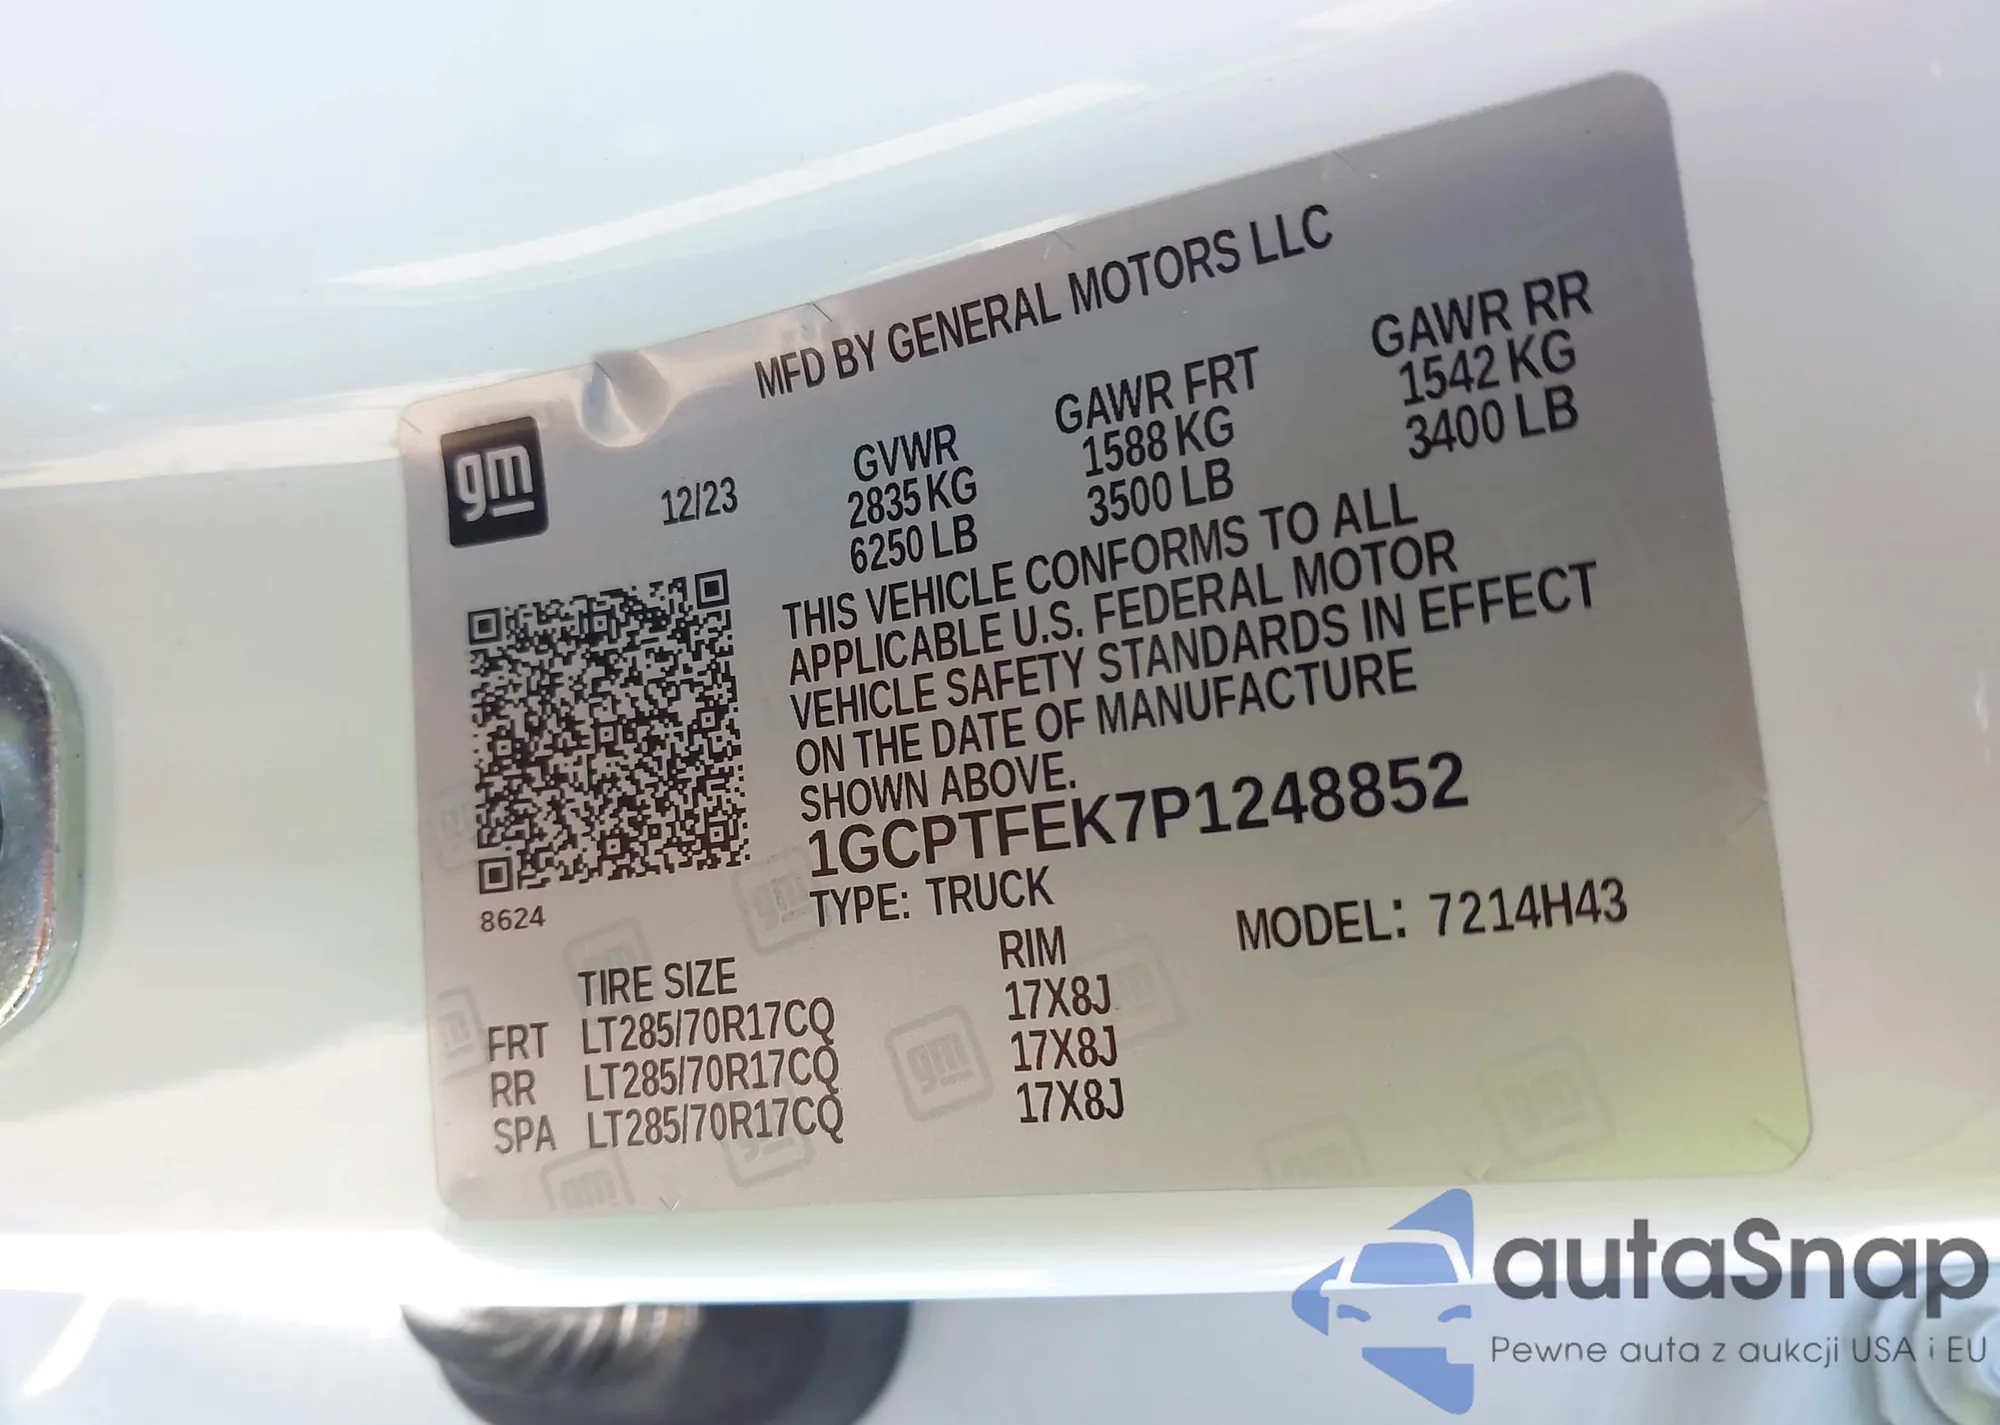 MFD BY GENERAL MOTORS LLC
gm
12/23
GVWR GAWR FRT GAWR RR
2835 KG 1588 KG 1542 KG
6250 LB 3500 LB 3400 LB
THIS VEHICLE CONFORMS TO ALL
APPLICABLE U.S. FEDERAL MOTOR
VEHICLE SAFETY STANDARDS IN EFFECT
ON THE DATE OF MANUFACTURE
SHOWN ABOVE.
1GCPTFEK7P1248852
8624
TYPE: TRUCK MODEL: 7214H43
TIRE SIZE RIM
FRT LT285/70R17CQ 17X8J
RR LT285/70R17CQ 17X8J
SPA LT285/70R17CQ 17X8J
autaSnap
Pewne auta z aukcji USA i EU